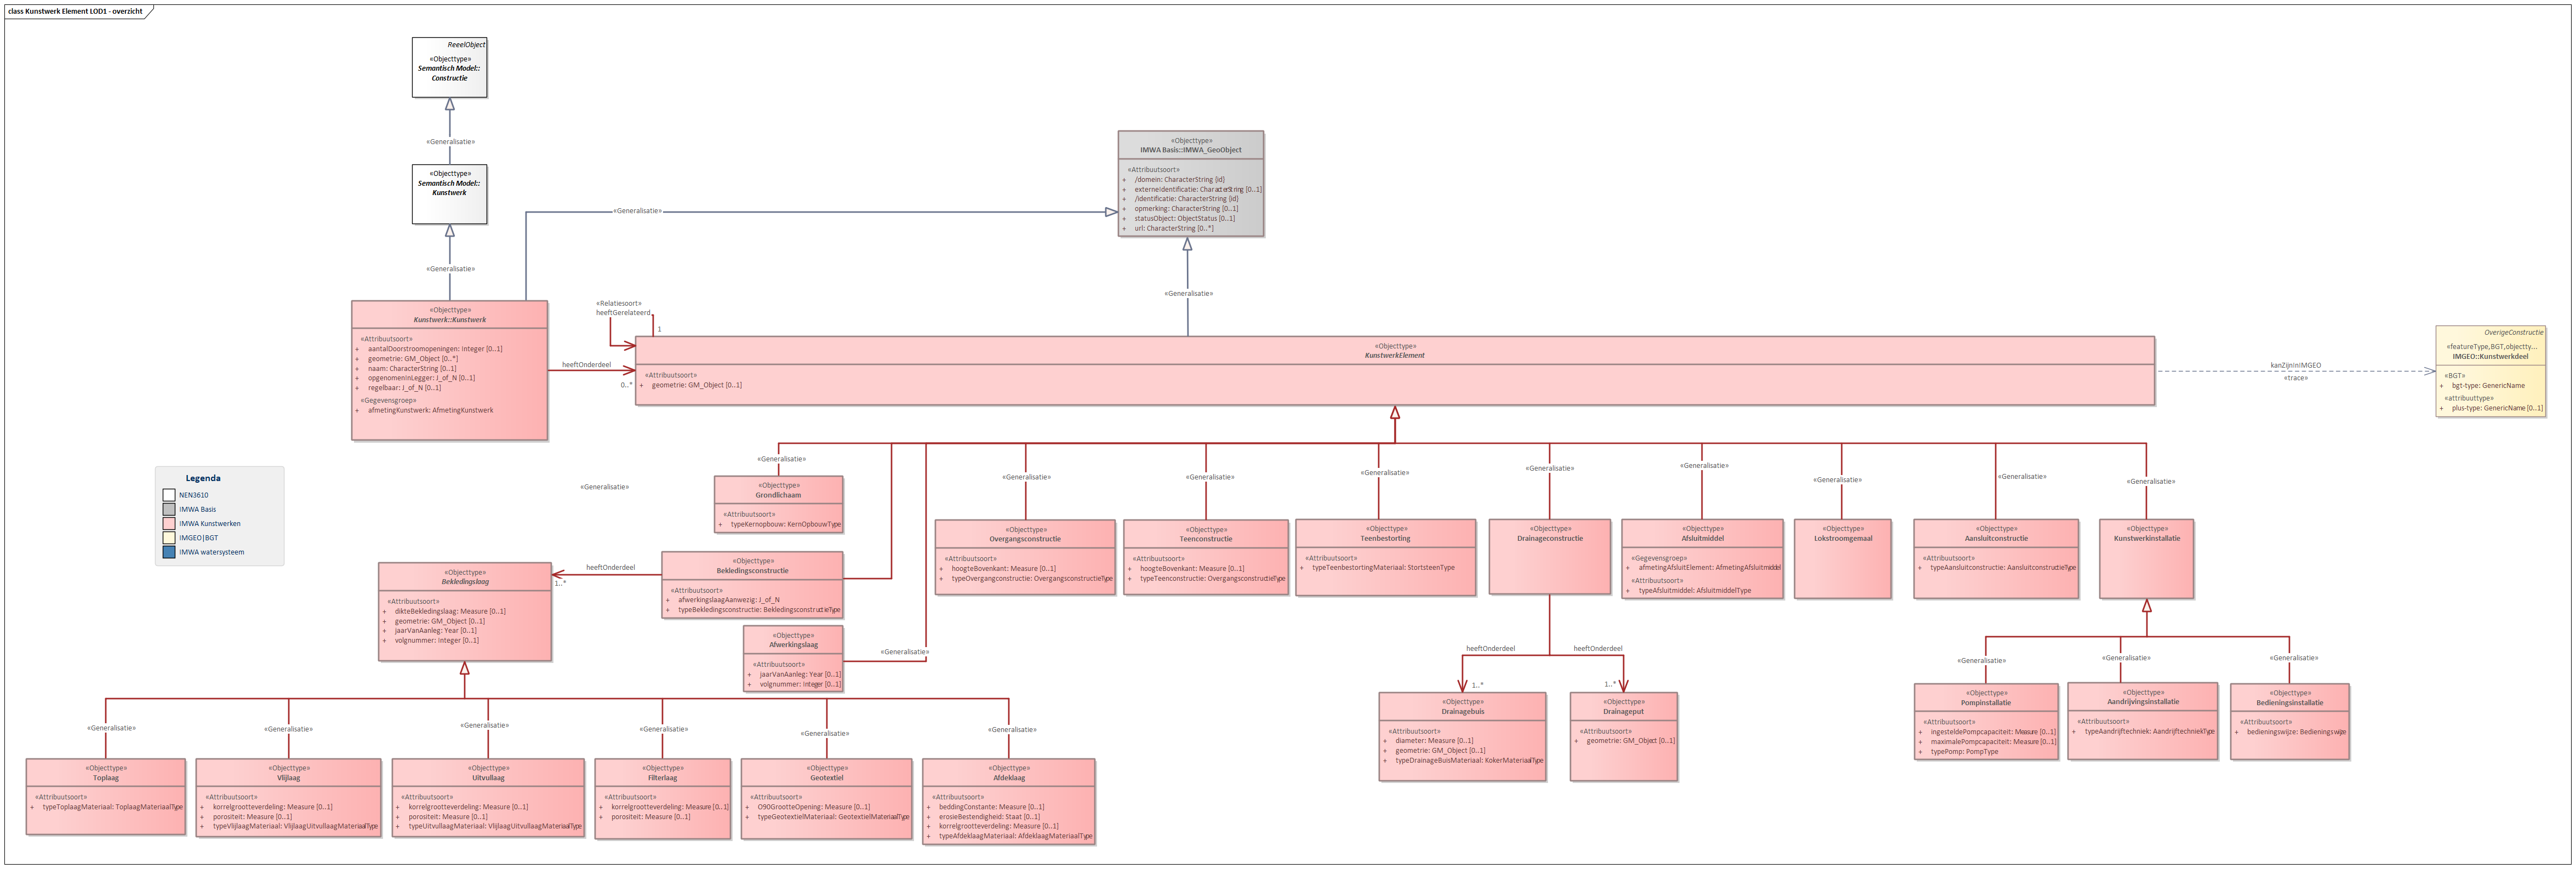 class Kunstwerk Element LOD1 - overzicht
ReeelObject
«Objecttype»
Semantisch Model::
Constructie
«Generalisatie»
«Objecttype»
Semantisch Model::
Kunstwerk
«Generalisatie»
«Generalisatie»
«Objecttype»
IMWA Basis::IMWA_GeoObject
«Attribuutsoort»
+ /domein: CharacterString {id}
+ externeIdentificatie: CharacterString [0..1]
+ /identificatie: CharacterString {id}
+ opmerking: CharacterString [0..1]
+ statusObject: ObjectStatus [0..1]
+ url: CharacterString [0..*]
«Generalisatie»
«Objecttype»
Kunstwerk::Kunstwerk
«Attribuutsoort»
+ aantalDoorstroomopeningen: Integer [0..1]
+ geometrie: GM_Object [0..*]
+ naam: CharacterString [0..1]
+ opgenomenInLegger: J_of_N [0..1]
+ regelbaar: J_of_N [0..1]
«Gegevensgroep»
+ afmetingKunstwerk: AfmetingKunstwerk
«Relatiesoort»
heeftGerelateerd
1
heeftOnderdeel
0..*
«Objecttype»
KunstwerkElement
«Attribuutsoort»
+ geometrie: GM_Object [0..1]
kanZijnInIMGEO
«trace»
OverigeConstructie
«featureType,BGT,objectty...
IMGEO::Kunstwerkdeel
«BGT»
+ bgt-type: GenericName
«attribuuttype»
+ plus-type: GenericName [0..1]
Legenda
NEN3610
IMWA Basis
IMWA Kunstwerken
IMGEO|BGT
IMWA watersysteem
«Generalisatie»
«Generalisatie»
«Objecttype»
Grondlichaam
«Attribuutsoort»
+ typeKernopbouw: KernOpbouwType
«Objecttype»
Bekledingsconstructie
«Attribuutsoort»
+ afwerkingslaagAanwezig: J_of_N
+ typeBekledingsconstructie: BekledingsconstructieType
heeftOnderdeel
1..*
«Objecttype»
Bekledingslaag
«Attribuutsoort»
+ dikteBekledingslaag: Measure [0..1]
+ geometrie: GM_Object [0..1]
+ jaarVanAanleg: Year [0..1]
+ volgnummer: Integer [0..1]
«Objecttype»
Afwerkingslaag
«Attribuutsoort»
+ jaarVanAanleg: Year [0..1]
+ volgnummer: Integer [0..1]
«Generalisatie»
«Generalisatie»
«Objecttype»
Overgangsconstructie
«Attribuutsoort»
+ hoogteBovenkant: Measure [0..1]
+ typeOvergangconstructie: OvergangsconstructieType
«Generalisatie»
«Objecttype»
Teenconstructie
«Attribuutsoort»
+ hoogteBovenkant: Measure [0..1]
+ typeTeenconstructie: OvergangsconstructieType
«Generalisatie»
«Objecttype»
Teenbestorting
«Attribuutsoort»
+ typeTeenbestortingMateriaal: StortsteenType
«Generalisatie»
«Objecttype»
Drainageconstructie
«Generalisatie»
«Objecttype»
Afsluitmiddel
«Gegevensgroep»
+ afmetingAfsluitElement: AfmetingAfsluitmiddel
«Attribuutsoort»
+ typeAfsluitmiddel: AfsluitmiddelType
«Generalisatie»
«Objecttype»
Lokstroomgemaal
«Generalisatie»
«Objecttype»
Aansluitconstructie
«Attribuutsoort»
+ typeAansluitconstructie: AansluitconstructieType
«Generalisatie»
«Objecttype»
Kunstwerkinstallatie
heeftOnderdeel
1..*
heeftOnderdeel
1..*
«Objecttype»
Drainagebuis
«Attribuutsoort»
+ diameter: Measure [0..1]
+ geometrie: GM_Object [0..1]
+ typeDrainageBuisMateriaal: KokerMateriaalType
«Objecttype»
Drainageput
«Attribuutsoort»
+ geometrie: GM_Object [0..1]
«Generalisatie»
«Generalisatie»
«Generalisatie»
«Objecttype»
Pompinstallatie
«Attribuutsoort»
+ ingesteldePompcapaciteit: Measure [0..1]
+ maximalePompcapaciteit: Measure [0..1]
+ typePomp: PompType
«Objecttype»
Aandrijvingsinstallatie
«Attribuutsoort»
+ typeAandrijftechniek: AandrijftechniekType
«Objecttype»
Bedieningsinstallatie
«Attribuutsoort»
+ bedieningswijze: Bedieningswijze
«Generalisatie»
«Generalisatie»
«Generalisatie»
«Generalisatie»
«Generalisatie»
«Generalisatie»
«Objecttype»
Toplaag
«Attribuutsoort»
+ typeToplaagMateriaal: ToplaagMateriaalType
«Objecttype»
Vlijlaag
«Attribuutsoort»
+ korrelgrootteverdeling: Measure [0..1]
+ porositeit: Measure [0..1]
+ typeVlijlaagMateriaal: VlijlaagUitvullaagMateriaalType
«Objecttype»
Uitvullaag
«Attribuutsoort»
+ korrelgrootteverdeling: Measure [0..1]
+ porositeit: Measure [0..1]
+ typeUitvullaagMateriaal: VlijlaagUitvullaagMateriaalType
«Objecttype»
Filterlaag
«Attribuutsoort»
+ korrelgrootteverdeling: Measure [0..1]
+ porositeit: Measure [0..1]
«Objecttype»
Geotextiel
«Attribuutsoort»
+ O90GrootteOpening: Measure [0..1]
+ typeGeotextielMateriaal: GeotextielMateriaalType
«Objecttype»
Afdeklaag
«Attribuutsoort»
+ beddingConstante: Measure [0..1]
+ erosieBestendigheid: Staat [0..1]
+ korrelgrootteverdeling: Measure [0..1]
+ typeAfdeklaagMateriaal: AfdeklaagMateriaalType